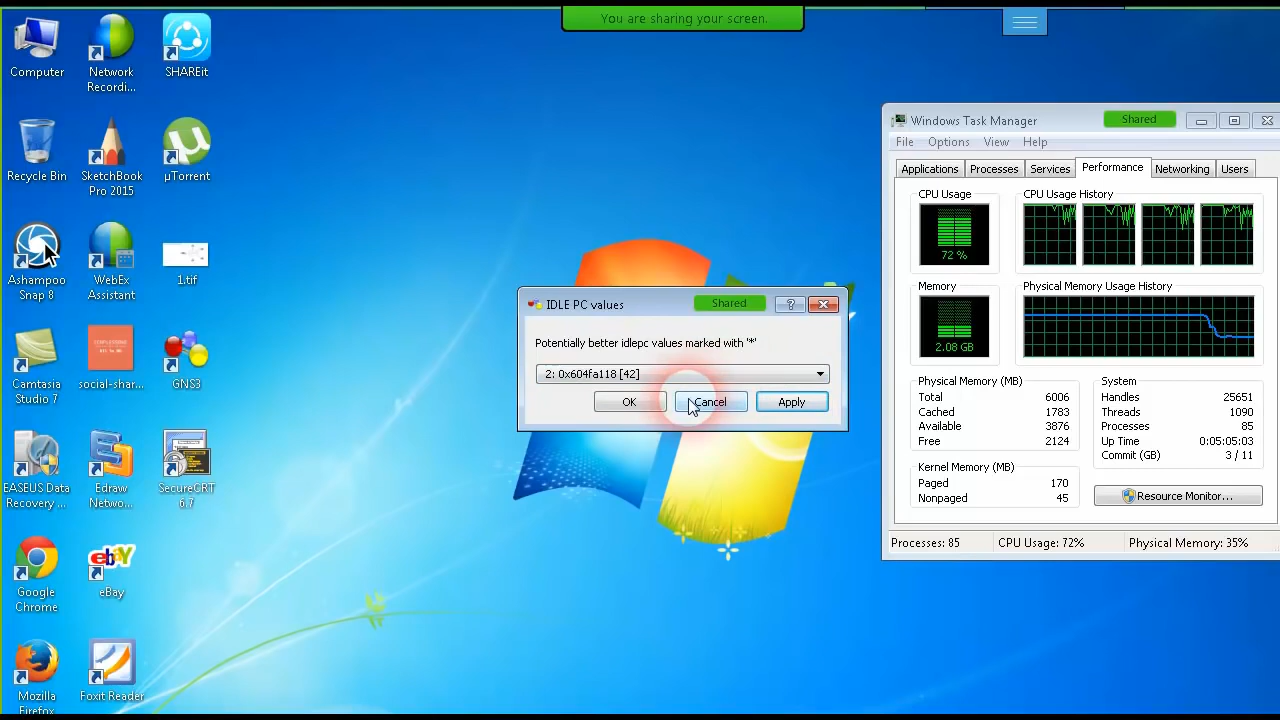 You are sharing your screen.
Computer
Network
Recordi...
SHAREit
Recycle Bin
SketchBook
Pro 2015
µTorrent
Ashampoo
Snap 8
WebEx
Assistant
1.tif
Camtasia
Studio 7
social-shar...
GNS3
EASEUS Data
Recovery ...
Edraw
Netwo...
SecureCRT
6.7
Google
Chrome
ebay
eBay
Mozilla
Firefox
Foxit Reader
IDLE PC values
Shared
?
Potentially better idlepc values marked with '*'
2: 0x604fa118 [42]
OK
Cancel
Apply
Windows Task Manager
Shared
File Options View Help
Applications Processes Services Performance Networking Users
CPU Usage
CPU Usage History
72 %
Memory
Physical Memory Usage History
2.08 GB
Physical Memory (MB)
Total 6006
Cached 1783
Available 3876
Free 2124
Kernel Memory (MB)
Paged 170
Nonpaged 45
System
Handles 25651
Threads 1090
Processes 85
Up Time 0:05:05:03
Commit (GB) 3 / 11
Resource Monitor...
Processes: 85
CPU Usage: 72%
Physical Memory: 35%